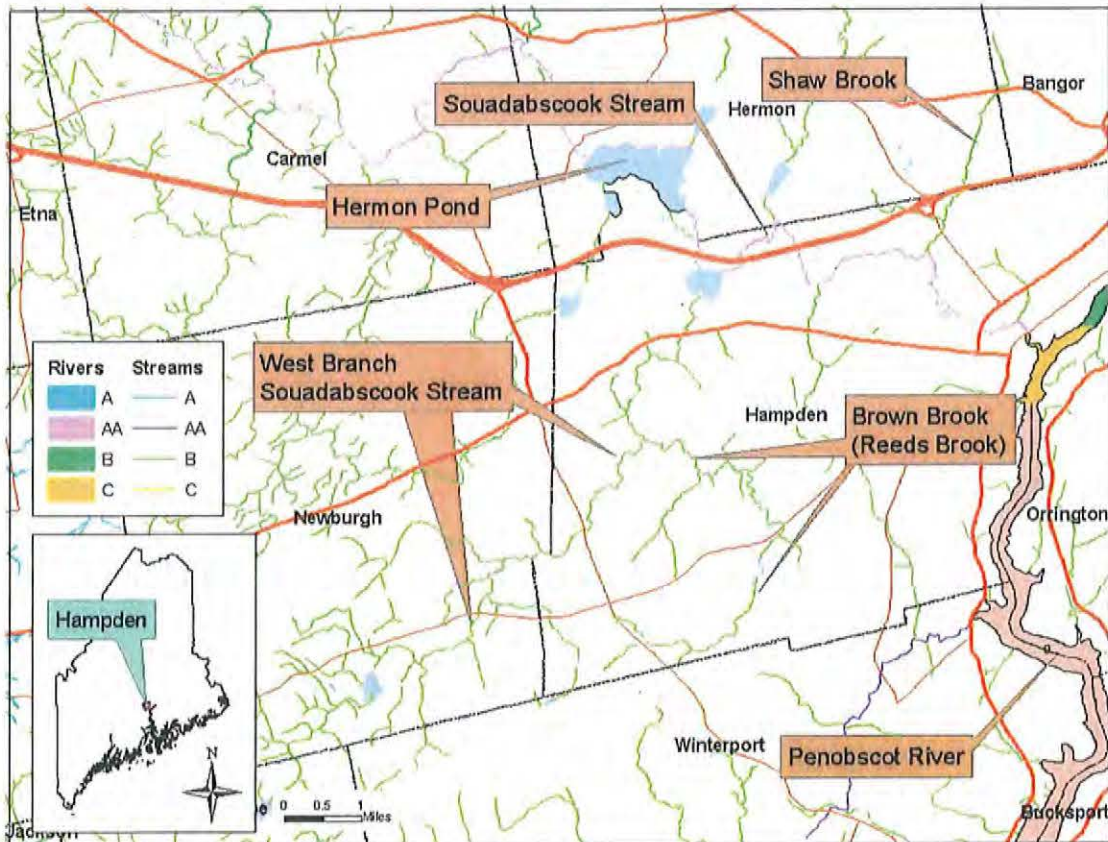 Shaw Brook
Bangor
Souadabscook Stream
Hermon
Carmel
Hermon Pond
Etna
Rivers Streams
A A
AA AA
B B
C C
West Branch
Souadabscook Stream
Hampden
Brown Brook
(Reeds Brook)
Newburgh
Orrington
Hampden
N
Winterport
Penobscot River
0 0.5 1
Miles
Bucksport
Jackson